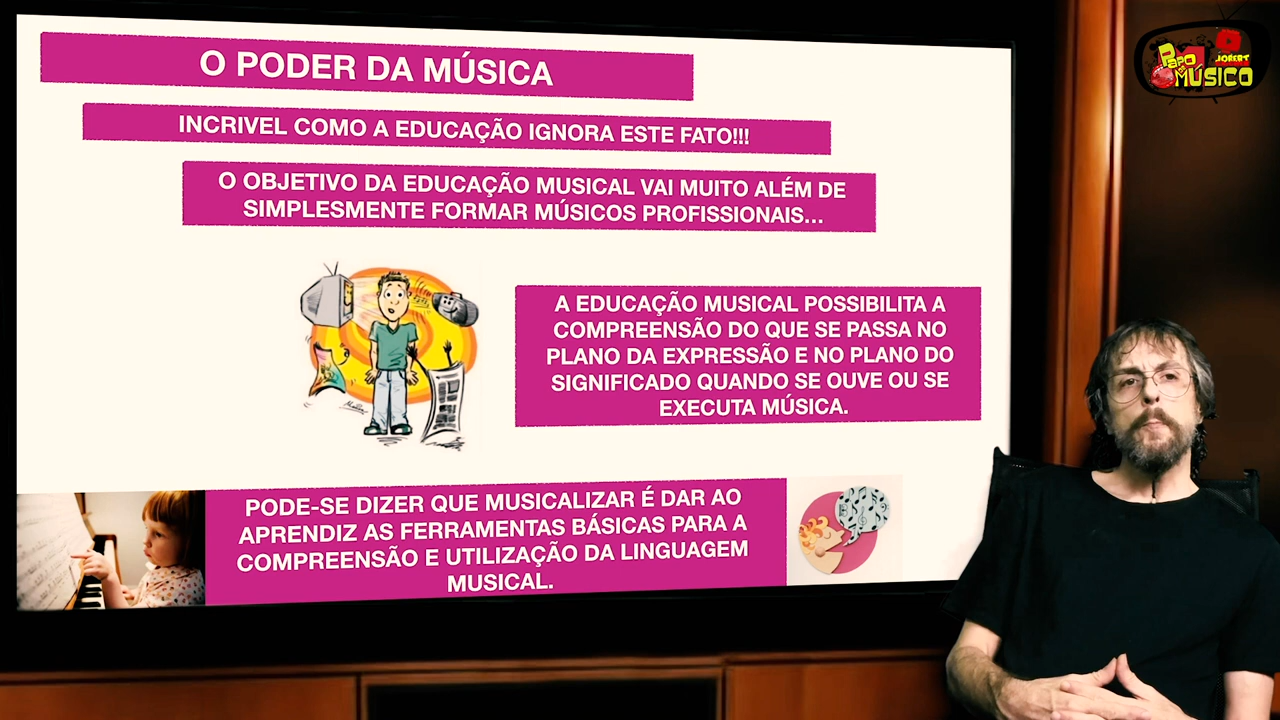 O PODER DA MÚSICA
INCRIVEL COMO A EDUCAÇÃO IGNORA ESTE FATO!!!
O OBJETIVO DA EDUCAÇÃO MUSICAL VAI MUITO ALÉM DE
SIMPLESMENTE FORMAR MÚSICOS PROFISSIONAIS...
A EDUCAÇÃO MUSICAL POSSIBILITA A
COMPREENSÃO DO QUE SE PASSA NO
PLANO DA EXPRESSÃO E NO PLANO DO
SIGNIFICADO QUANDO SE OUVE OU SE
EXECUTA MÚSICA.
PODE-SE DIZER QUE MUSICALIZAR É DAR AO
APRENDIZ AS FERRAMENTAS BÁSICAS PARA A
COMPREENSÃO E UTILIZAÇÃO DA LINGUAGEM
MUSICAL.
PAPO
JOBERT
MÚSICO